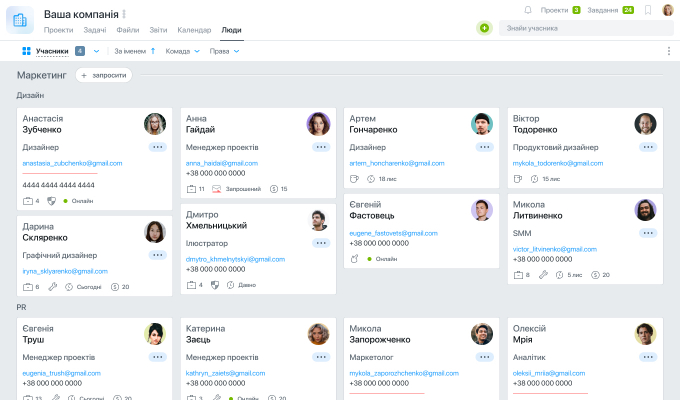 Ваша компанія
Проекти 3 Завдання 24
Проекти Задачі Файли Звіти Календар Люди
Знайти учасника
Учасники 4 За іменем Комада Права
Маркетинг + запросити
Дизайн
Анастасія
Зубченко
Дизайнер
anastasia_zubchenko@gmail.com
4444 4444 4444 4444
4 Онлайн
Анна
Гайдай
Менеджер проектів
anna_haidai@gmail.com
+38 000 000 0000
11 Запрошений 15
Артем
Гончаренко
Дизайнер
artem_honcharenko@gmail.com
18 лис
Віктор
Тодоренко
Продуктовий дизайнер
mykola_todorenko@gmail.com
15 лис
Дарина
Скляренко
Графічний дизайнер
iryna_sklyarenko@gmail.com
6 Сьогодні 20
Дмитро
Хмельницький
Ілюстратор
dmytro_khmelnytskyi@gmail.com
+38 000 000 0000
4 Давно
Євгеній
Фастовець
eugene_fastovets@gmail.com
+38 000 000 0000
Онлайн
Микола
Литвиненко
SMM
victor_litvinenko@gmail.com
+38 000 000 0000
8 5 лис 20
PR
Євгенія
Труш
Менеджер проектів
eugenia_trush@gmail.com
+38 000 000 0000
13 Сьогодні 20
Катерина
Заєць
Менеджер проектів
kathryn_zaiets@gmail.com
+38 000 000 0000
3 Онлайн 20
Микола
Запорожченко
Маркетолог
mykola_zaporozhchenko@gmail.com
+38 000 000 0000
Олексій
Мрія
Аналітик
oleksii_mriia@gmail.com
+38 000 000 0000